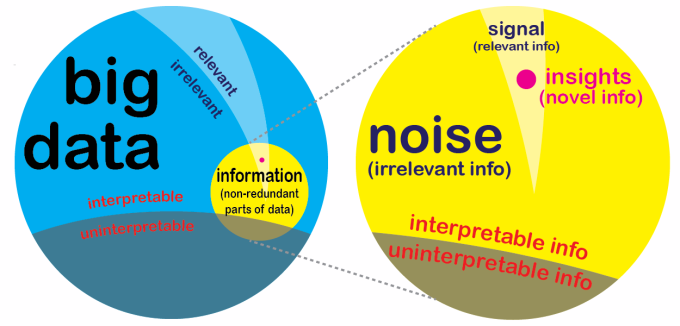 big
data
relevant
irrelevant
information
(non-redundant
parts of data)
interpretable
uninterpretable
signal
(relevant info)
insights
(novel info)
noise
(irrelevant info)
interpretable info
uninterpretable info